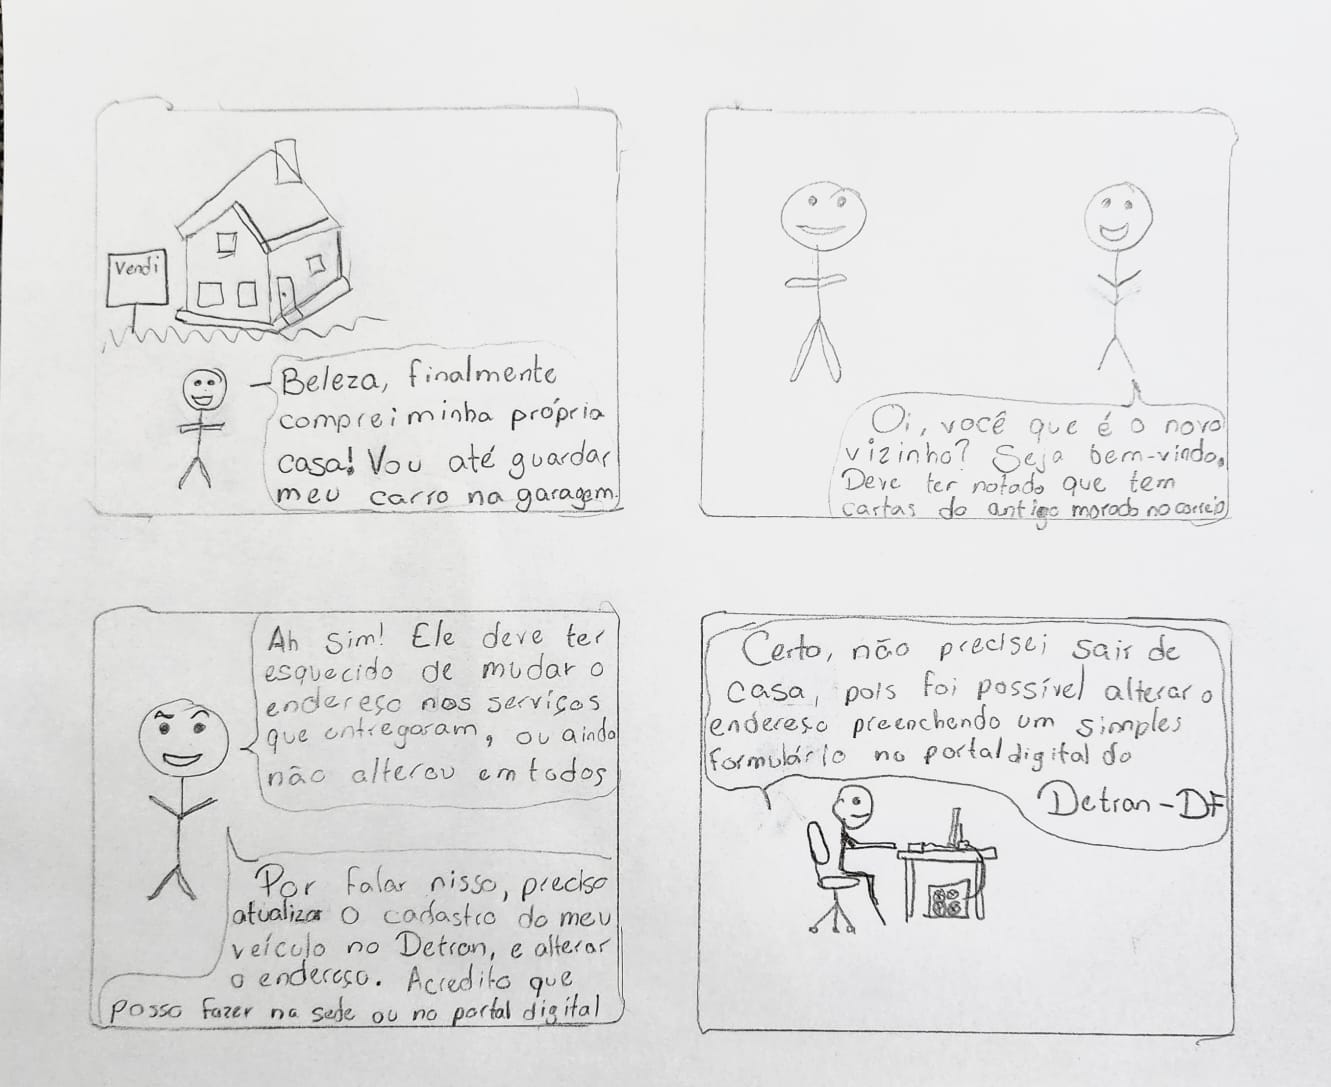 Vendi
Beleza, finalmente
comprei minha própria
casa! Vou até guardar
meu carro na garagem.
Oi, você que é o novo
vizinho? Seja bem-vindo,
Deve ter notado que tem
cartas do antigo morado no correio
Ah sim! Ele deve ter
esquecido de mudar o
endereço nos serviços
que entregaram, ou ainda
não alterou em todos
Por falar nisso, preciso
atualizar o cadastro do meu
veículo no Detran, e alterar
o endereço. Acredito que
posso fazer na sede ou no portal digital
Certo, não precisei sair de
casa, pois foi possível alterar o
endereço preenchendo um simples
formulário no portal digital do
Detran-DF